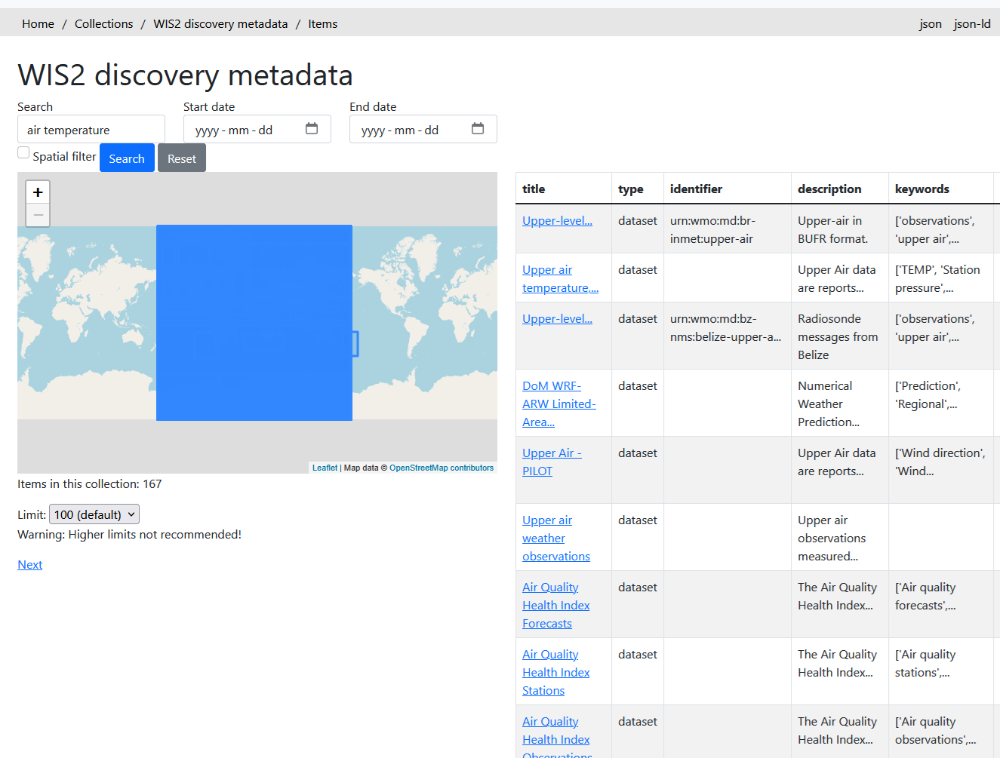 Home / Collections / WIS2 discovery metadata / Items
json json-ld
WIS2 discovery metadata
Search
Start date
End date
air temperature
yyyy - mm - dd
yyyy - mm - dd
Spatial filter
Search
Reset
+
−
Leaflet | Map data © OpenStreetMap contributors
Items in this collection: 167
Limit: 100 (default)
Warning: Higher limits not recommended!
Next
title type identifier description keywords
Upper-level... dataset urn:wmo:md:br- Upper-air in ['observations',
inmet:upper-air BUFR format. 'upper air',...
Upper air dataset Upper Air data ['TEMP', 'Station
temperature,... are reports... pressure',...
Upper-level... dataset urn:wmo:md:bz- Radiosonde ['observations',
nms:belize-upper-a... messages from 'upper air',...
Belize
DoM WRF- dataset Numerical ['Prediction',
ARW Limited- Weather 'Regional',...
Area... Prediction...
Upper Air - dataset Upper Air data ['Wind direction',
PILOT are reports... 'Wind...
Upper air dataset Upper air
weather observations
observations measured...
Air Quality dataset The Air Quality ['Air quality
Health Index Health Index... forecasts',...
Forecasts
Air Quality dataset The Air Quality ['Air quality
Health Index Health Index... stations',...
Stations
Air Quality dataset The Air Quality ['Air quality
Health Index Health Index... observations',...
Observations